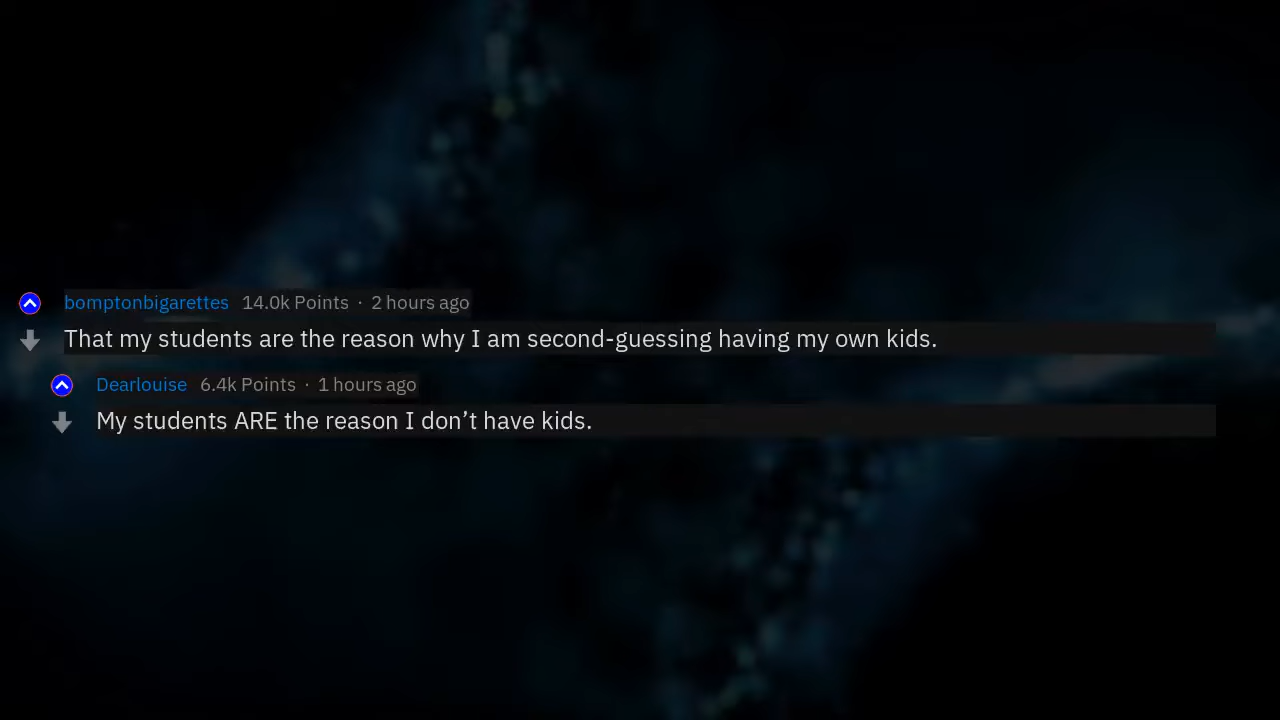 bomptonbigarettes 14.0k Points · 2 hours ago
That my students are the reason why I am second-guessing having my own kids.
Dearlouise 6.4k Points · 1 hours ago
My students ARE the reason I don’t have kids.